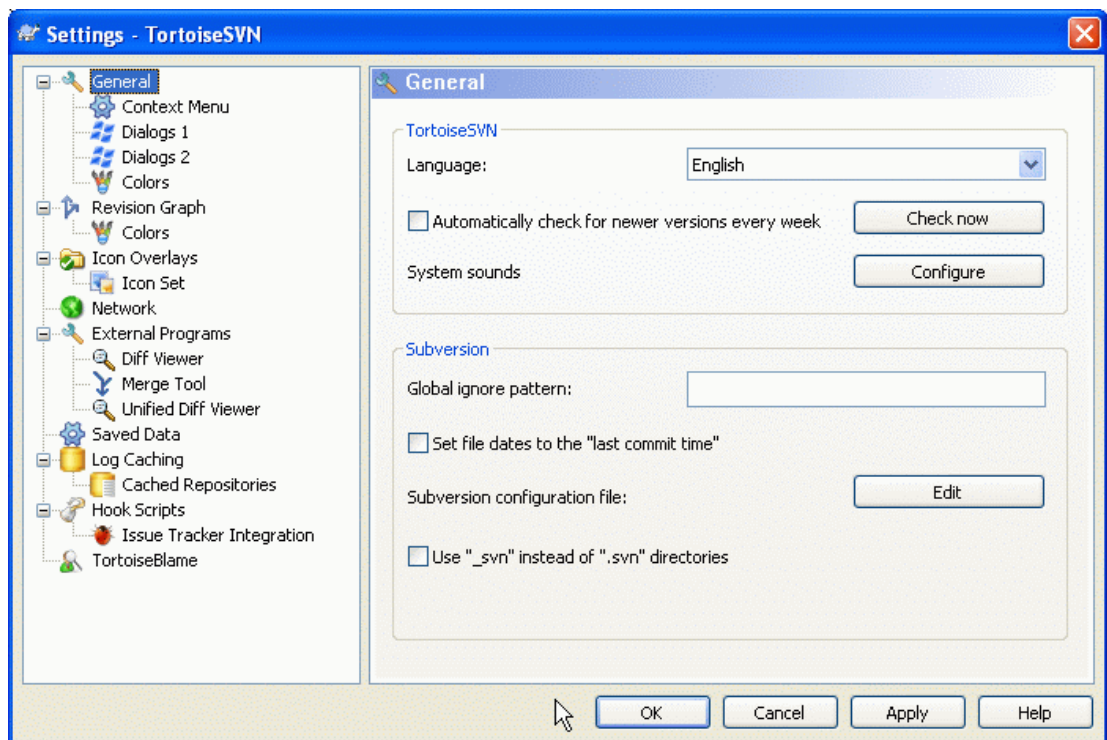 Settings - TortoiseSVN
General
Context Menu
Dialogs 1
Dialogs 2
Colors
Revision Graph
Colors
Icon Overlays
Icon Set
Network
External Programs
Diff Viewer
Merge Tool
Unified Diff Viewer
Saved Data
Log Caching
Cached Repositories
Hook Scripts
Issue Tracker Integration
TortoiseBlame
General
TortoiseSVN
Language: English
Automatically check for newer versions every week Check now
System sounds Configure
Subversion
Global ignore pattern:
Set file dates to the "last commit time"
Subversion configuration file: Edit
Use "_svn" instead of ".svn" directories
OK Cancel Apply Help